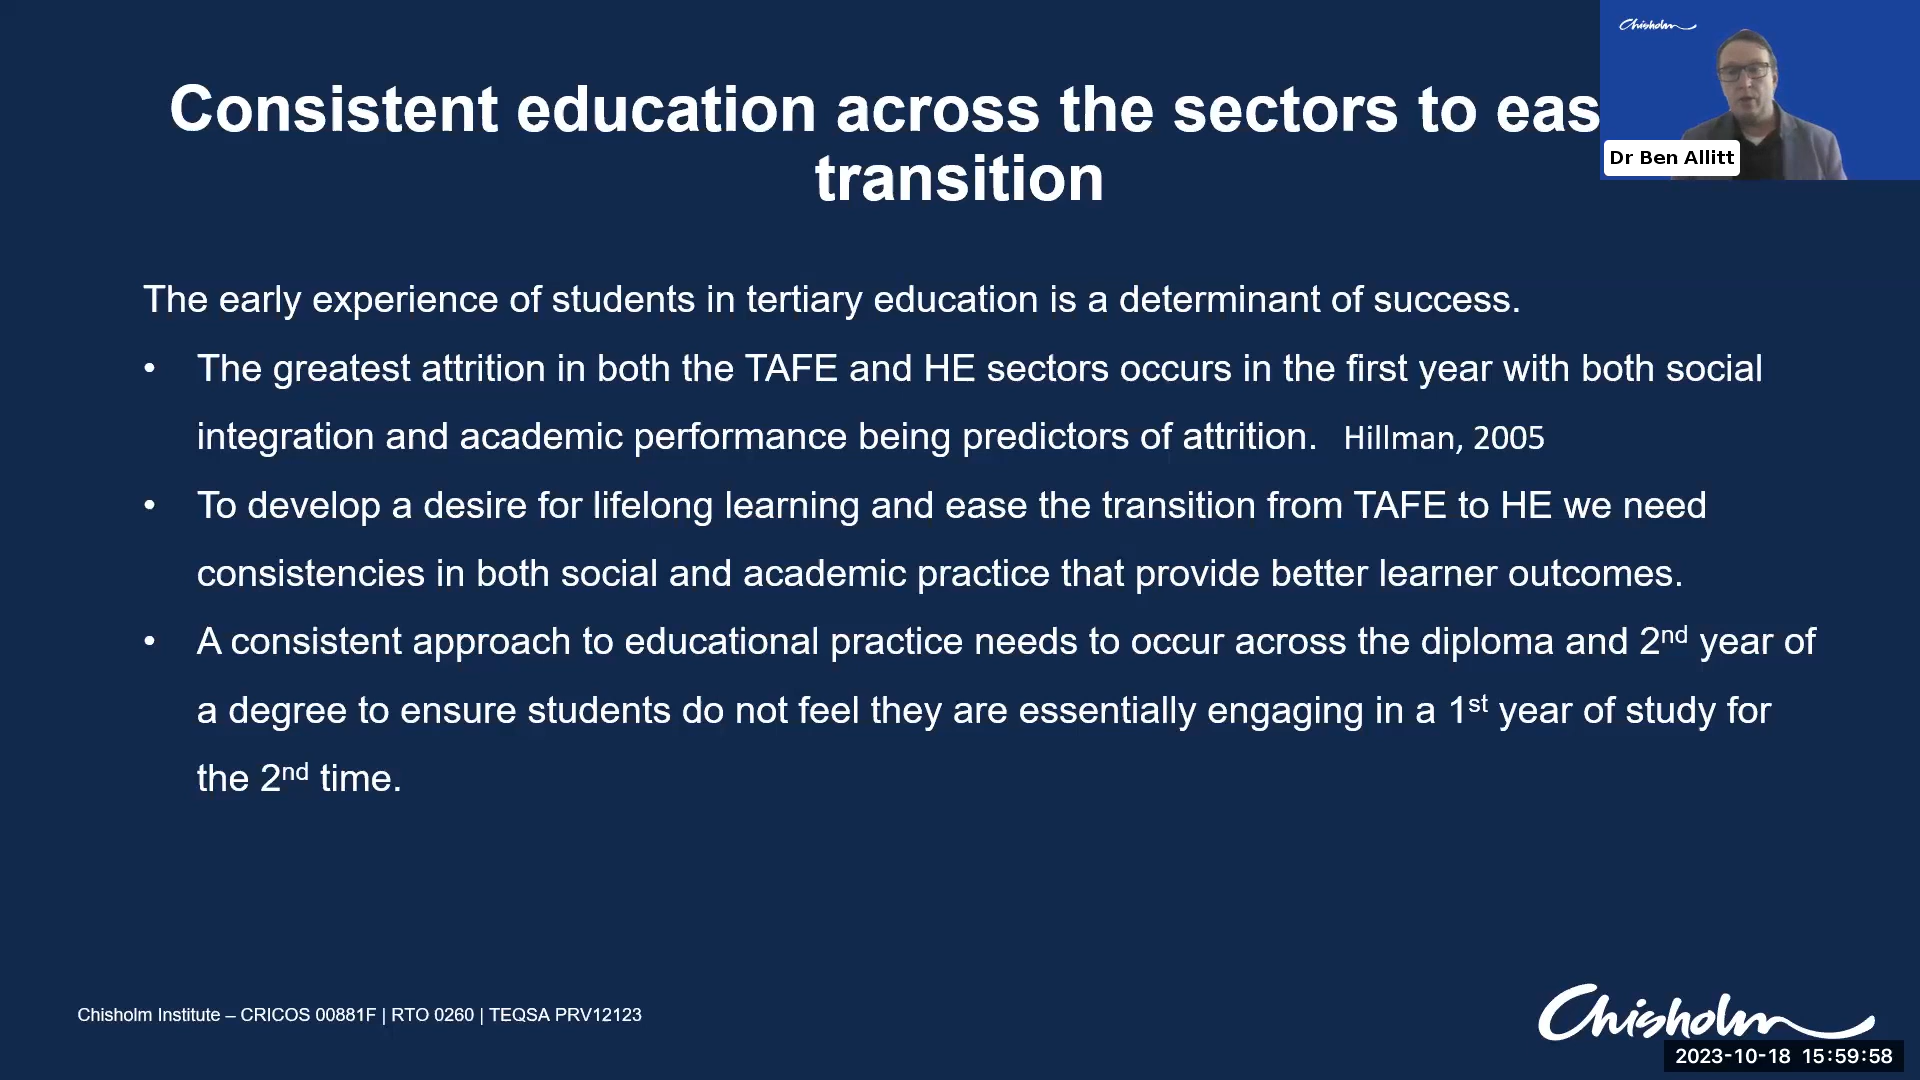 Chisholm
Consistent education across the sectors to eas
transition
Dr Ben Allitt
The early experience of students in tertiary education is a determinant of success.
• The greatest attrition in both the TAFE and HE sectors occurs in the first year with both social
integration and academic performance being predictors of attrition. Hillman, 2005
• To develop a desire for lifelong learning and ease the transition from TAFE to HE we need
consistencies in both social and academic practice that provide better learner outcomes.
• A consistent approach to educational practice needs to occur across the diploma and 2nd year of
a degree to ensure students do not feel they are essentially engaging in a 1st year of study for
the 2nd time.
Chisholm Institute – CRICOS 00881F | RTO 0260 | TEQSA PRV12123
Chisholm
2023-10-18 15:59:58